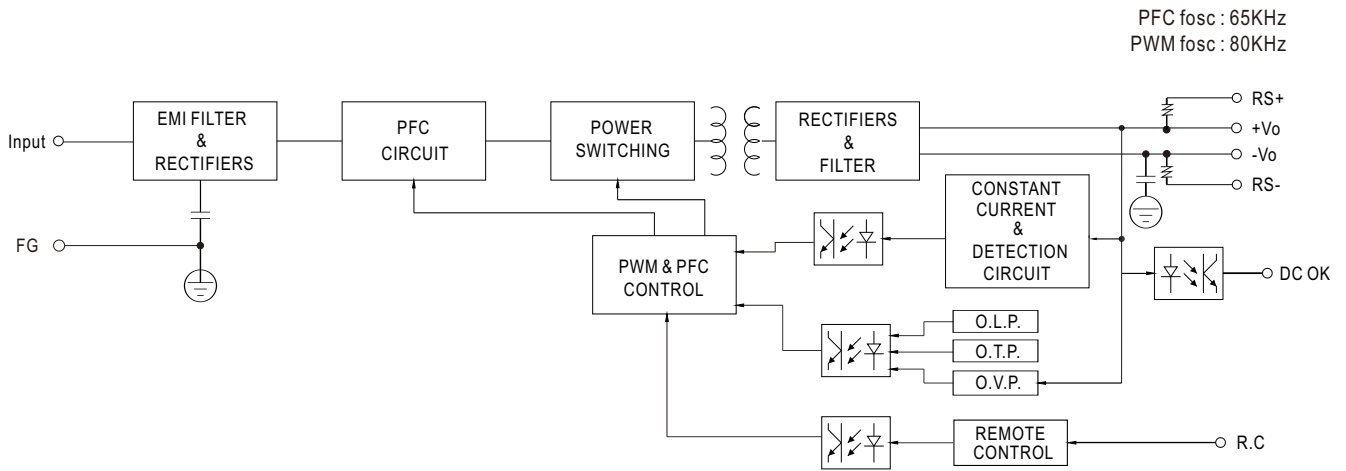 PFC fosc : 65KHz
PWM fosc : 80KHz
Input
EMI FILTER
&
RECTIFIERS
PFC
CIRCUIT
POWER
SWITCHING
RECTIFIERS
&
FILTER
RS+
+Vo
-Vo
RS-
FG
PWM & PFC
CONTROL
CONSTANT
CURRENT
&
DETECTION
CIRCUIT
DC OK
O.L.P.
O.T.P.
O.V.P.
REMOTE
CONTROL
R.C